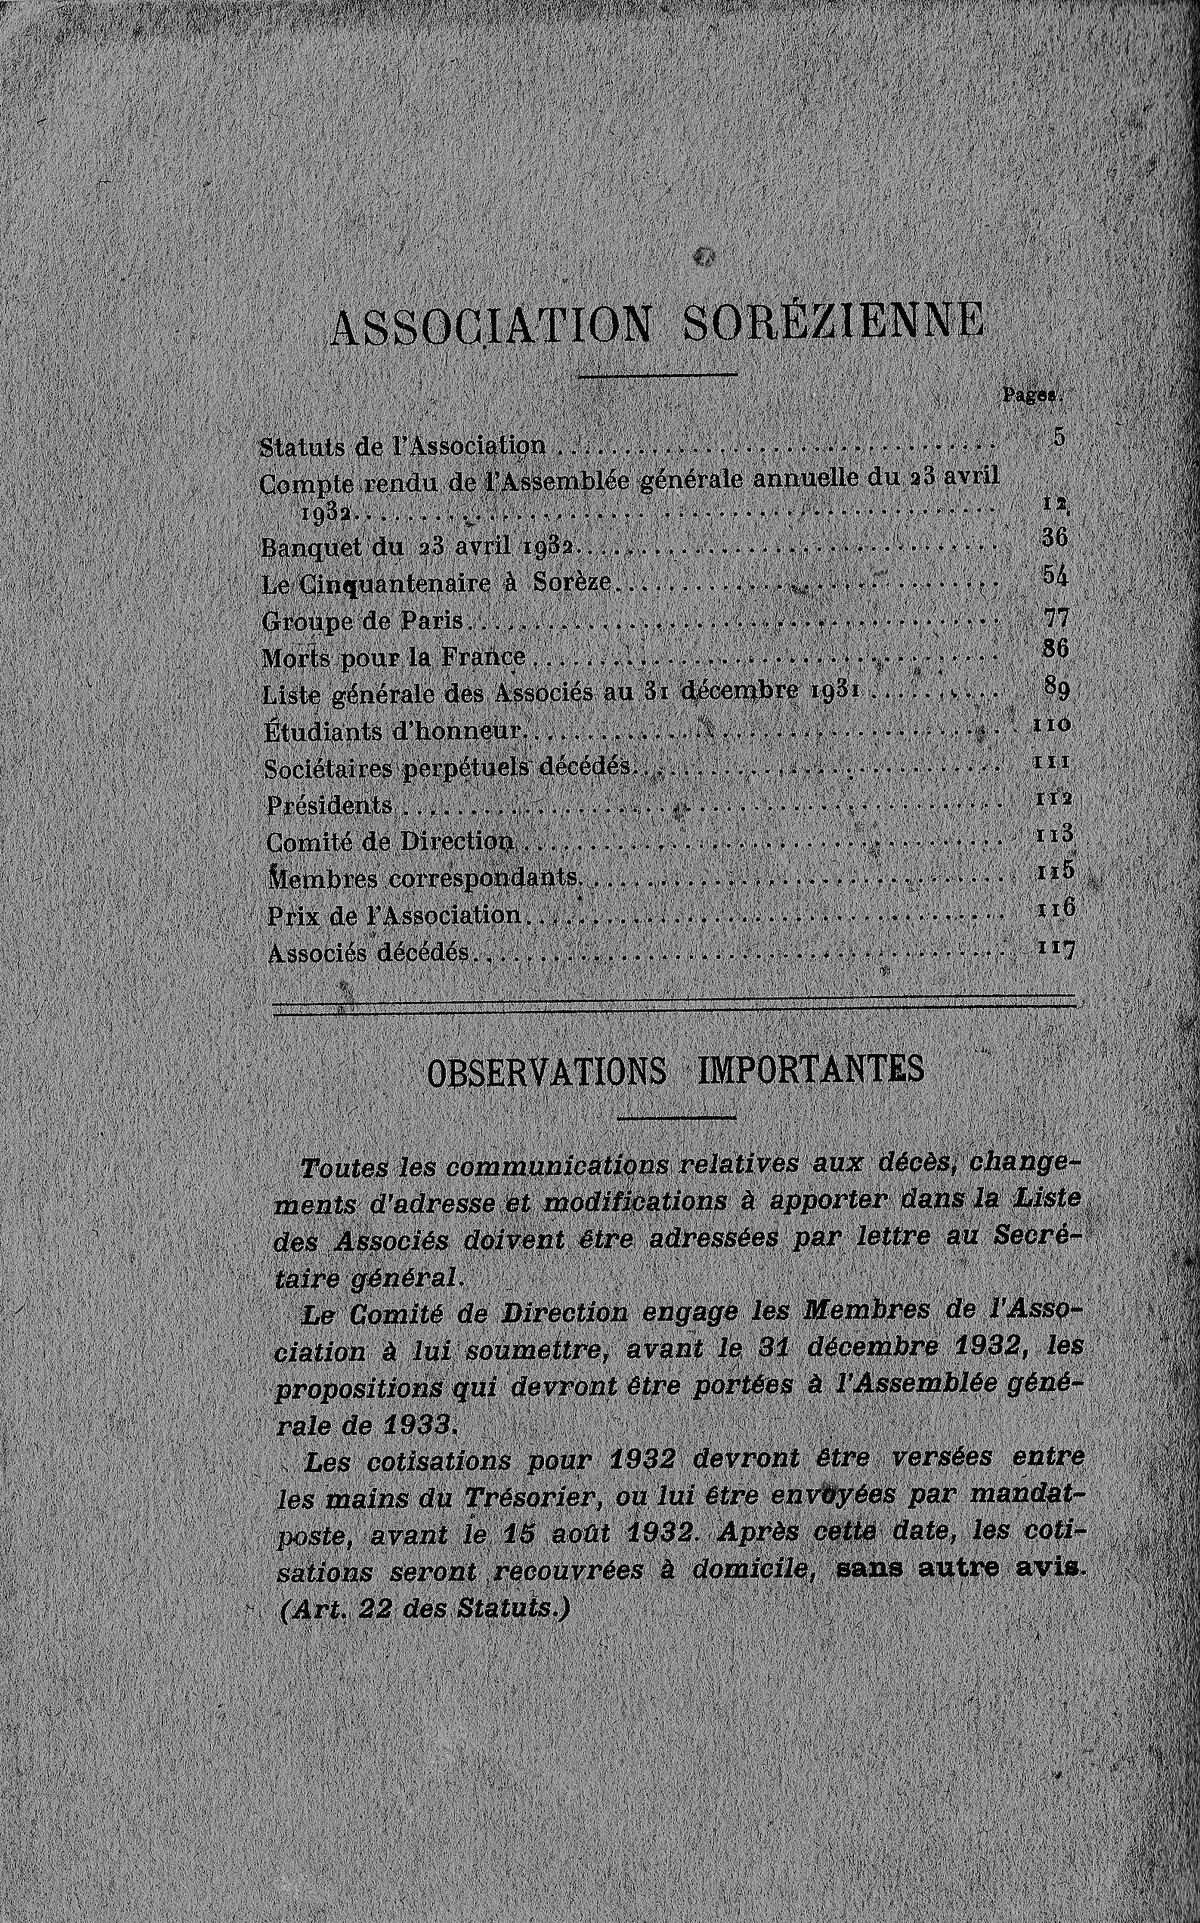 ASSOCIATION SORÉZIENNE
Pages.
Statuts de l'Association........................ 5
Compte rendu de l'Assemblée générale annuelle du 23 avril
1932........................ 12
Banquet du 23 avril 1932........................ 36
Le Cinquantenaire à Sorèze........................ 54
Groupe de Paris........................ 77
Morts pour la France........................ 86
Liste générale des Associés au 31 décembre 1931.......... 89
Étudiants d'honneur........................ 110
Sociétaires perpétuels décédés........................ 111
Présidents........................ 112
Comité de Direction........................ 113
Membres correspondants........................ 115
Prix de l'Association........................ 116
Associés décédés........................ 117
OBSERVATIONS IMPORTANTES
Toutes les communications relatives aux décès, change-
ments d'adresse et modifications à apporter dans la Liste
des Associés doivent être adressées par lettre au Secré-
taire général.
Le Comité de Direction engage les Membres de l'Asso-
ciation à lui soumettre, avant le 31 décembre 1932, les
propositions qui devront être portées à l'Assemblée géné-
rale de 1933.
Les cotisations pour 1932 devront être versées entre
les mains du Trésorier, ou lui être envoyées par mandat-
poste, avant le 15 août 1932. Après cette date, les coti-
sations seront recouvrées à domicile, sans autre avis.
(Art. 22 des Statuts.)